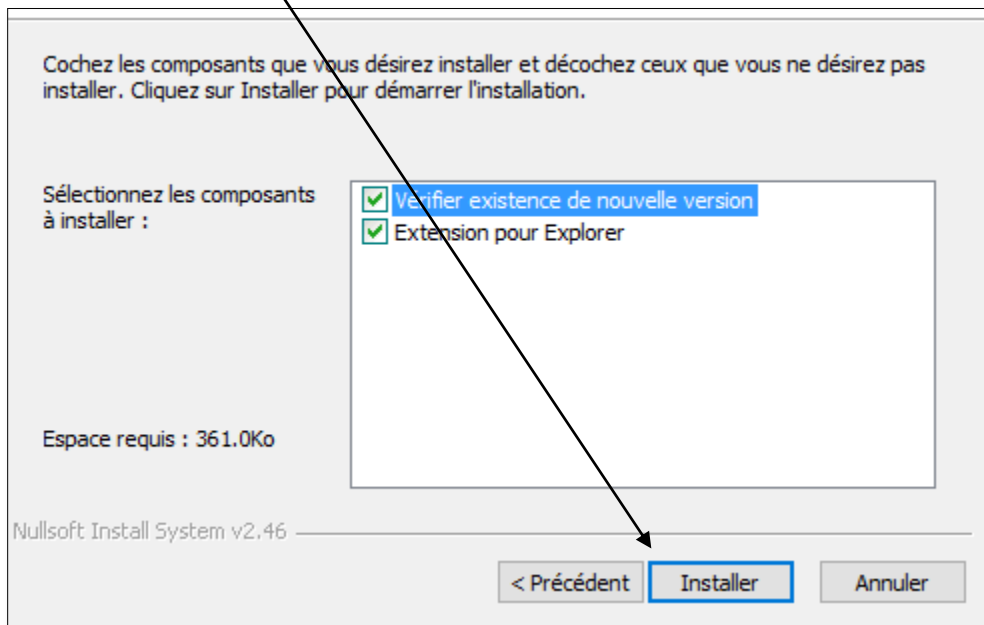 Cochez les composants que vous désirez installer et décochez ceux que vous ne désirez pas
installer. Cliquez sur Installer pour démarrer l'installation.
Sélectionnez les composants
à installer :
Vérifier existence de nouvelle version
Extension pour Explorer
Espace requis : 361.0Ko
Nullsoft Install System v2.46
< Précédent
Installer
Annuler